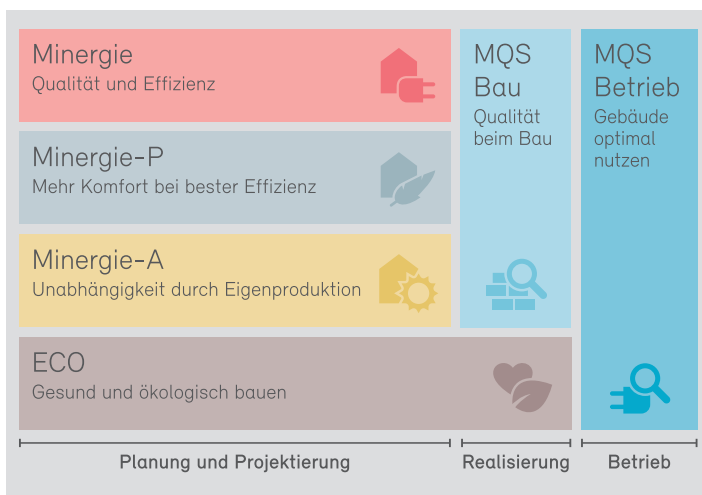 Minergie
Qualität und Effizienz
Minergie-P
Mehr Komfort bei bester Effizienz
Minergie-A
Unabhängigkeit durch Eigenproduktion
ECO
Gesund und ökologisch bauen
MQS
Bau
Qualität
beim Bau
MQS
Betrieb
Gebäude
optimal
nutzen
Planung und Projektierung
Realisierung
Betrieb